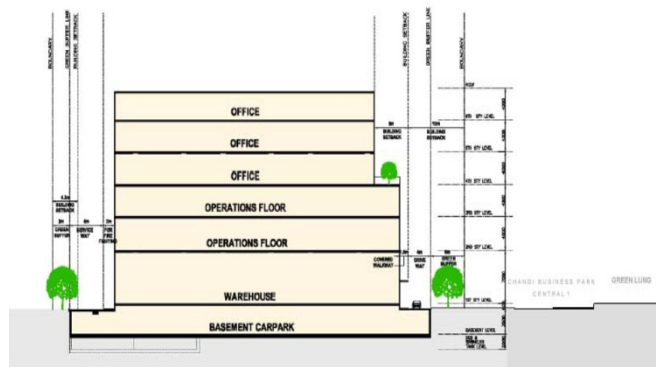 BOUNDARY
GREEN BUFFER LINE
BUILDING SETBACK
BUILDING SETBACK
GREEN BUFFER LINE
BOUNDARY
ROOF
OFFICE
6TH STY LEVEL
BUILDING
SETBACK
BUILDING
SETBACK
OFFICE
5TH STY LEVEL
OFFICE
4TH STY LEVEL
BUILDING
SETBACK
OPERATIONS FLOOR
3RD STY LEVEL
GREEN
BUFFER
SERVICE
WAY
FOR
FIRE
FIGHTING
OPERATIONS FLOOR
2ND STY LEVEL
COVERED
WALKWAY
DRIVE
WAY
GREEN
BUFFER
CHANGI BUSINESS PARK
CENTRAL 1
GREEN LUNG
WAREHOUSE
1ST STY LEVEL
BASEMENT CARPARK
BASEMENT LEVEL
SPRINKLER
TANK LEVEL